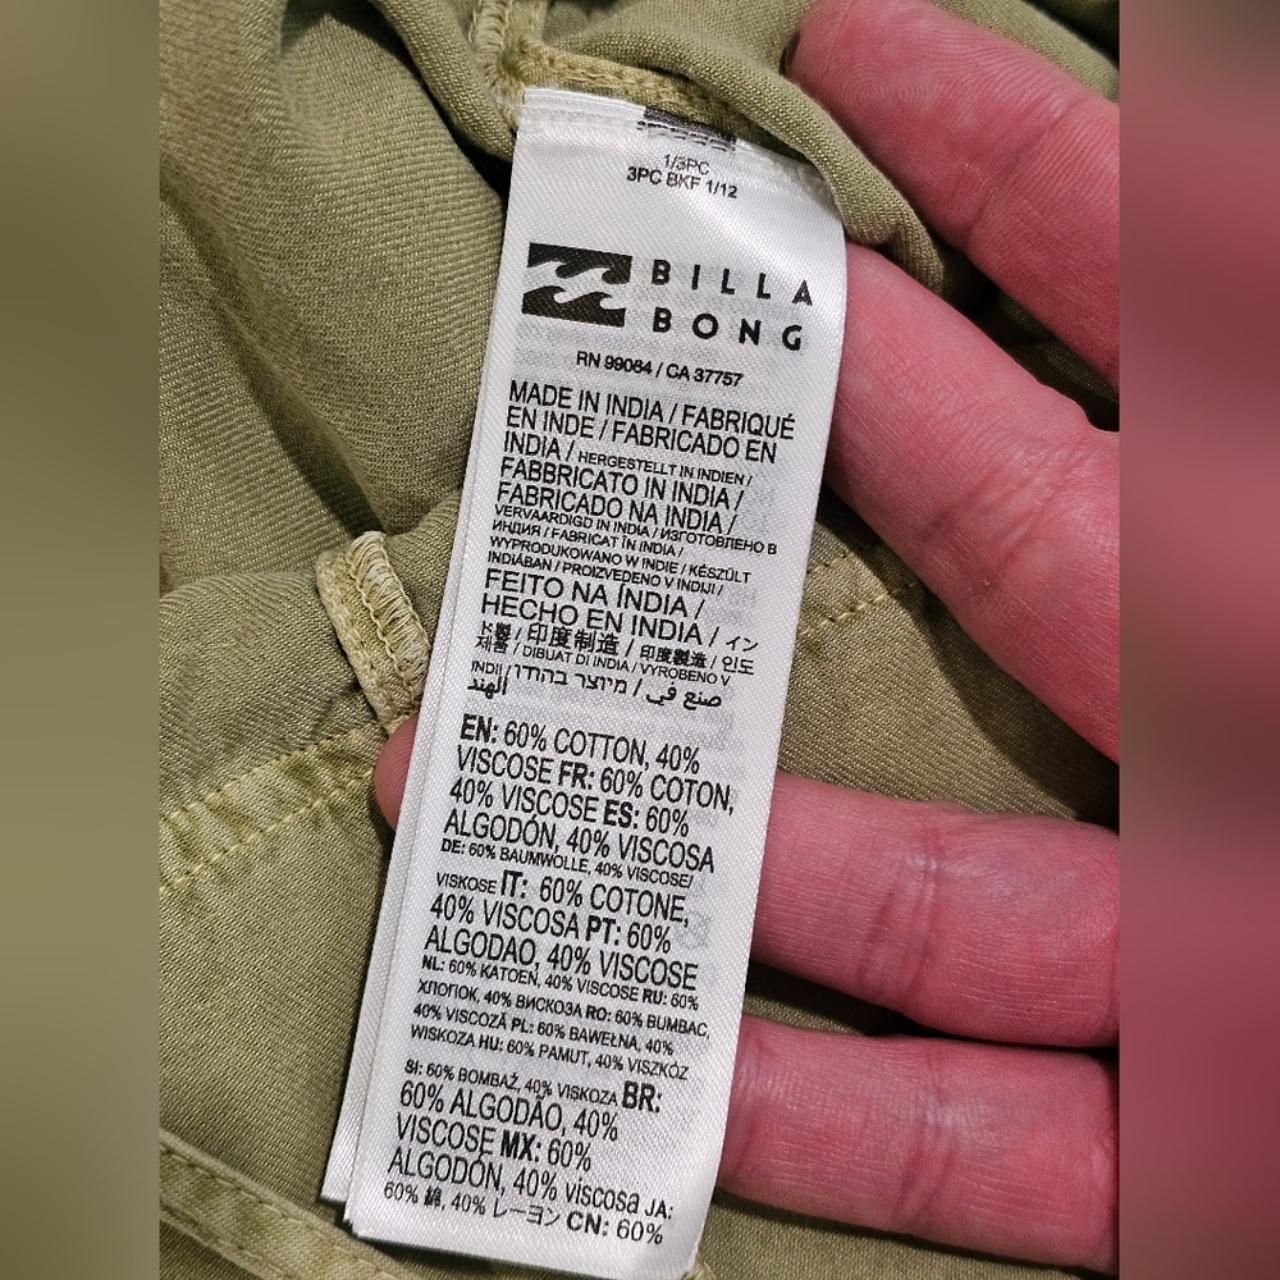 1/3PC
3PC BKF 1/12
BILLA
BONG
RN 99064 / CA 37757
MADE IN INDIA / FABRIQUÉ
EN INDE / FABRICADO EN
INDIA / HERGESTELLT IN INDIEN /
FABBRICATO IN INDIA /
FABRICADO NA INDIA /
VERVAARDIGD IN INDIA / ИЗГОТОВЛЕНО В
ИНДИЯ / FABRICAT ÎN INDIA /
WYPRODUKOWANO W INDIE / KÉSZÜLT
INDIÁBAN / PROIZVEDENO V INDIJI /
FEITO NA ÍNDIA /
HECHO EN INDIA / イン
ド製 / 印度制造 / 印度製造 / 인도
제품 / DIBUAT DI INDIA / VYROBENO V
INDII / מיוצר בהודו / صنع في
الهند
EN: 60% COTTON, 40%
VISCOSE FR: 60% COTON,
40% VISCOSE ES: 60%
ALGODÓN, 40% VISCOSA
DE: 60% BAUMWOLLE, 40% VISCOSE/
VISKOSE IT: 60% COTONE,
40% VISCOSA PT: 60%
ALGODAO, 40% VISCOSE
NL: 60% KATOEN, 40% VISCOSE RU: 60%
ХЛОПОК, 40% ВИСКОЗА RO: 60% BUMBAC,
40% VISCOZĂ PL: 60% BAWEŁNA, 40%
WISKOZA HU: 60% PAMUT, 40% VISZKÓZ
SI: 60% BOMBAŽ, 40% VISKOZA BR:
60% ALGODÃO, 40%
VISCOSE MX: 60%
ALGODÓN, 40% viscosa JA:
60% 綿, 40% レーヨン CN: 60%